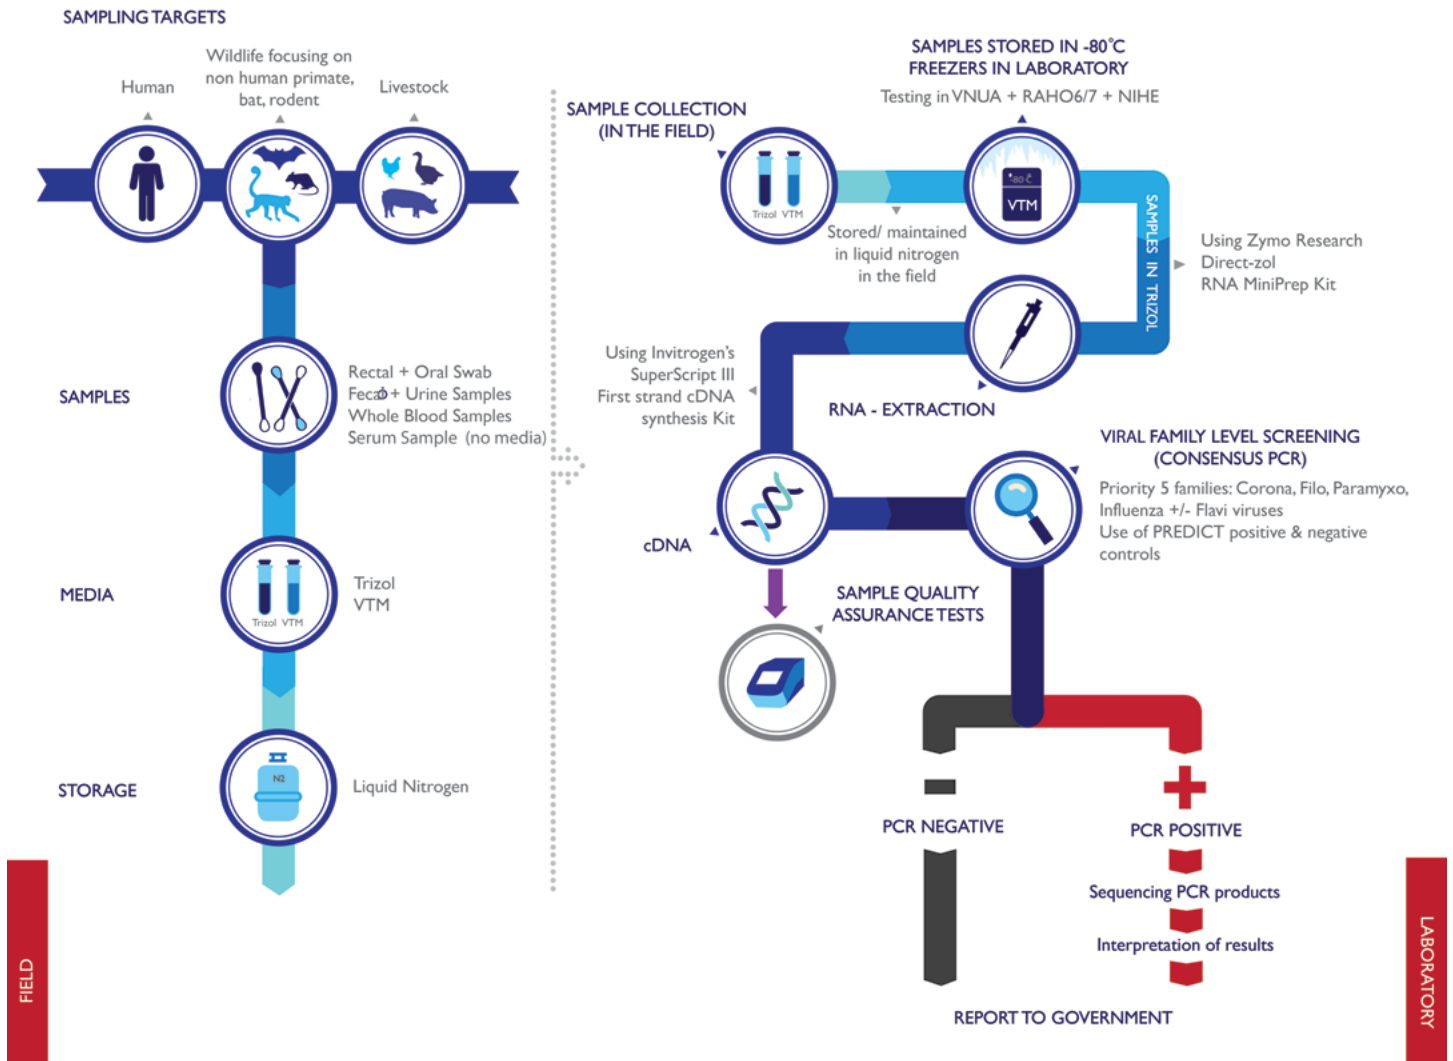 SAMPLING TARGETS
Human
Wildlife focusing on
non human primate,
bat, rodent
Livestock
SAMPLES
Rectal + Oral Swab
Fecal + Urine Samples
Whole Blood Samples
Serum Sample (no media)
MEDIA
Trizol VTM
Trizol
VTM
STORAGE
N2
Liquid Nitrogen
FIELD
SAMPLE COLLECTION
(IN THE FIELD)
Trizol VTM
Stored/ maintained
in liquid nitrogen
in the field
SAMPLES STORED IN -80°C
FREEZERS IN LABORATORY
Testing in VNUA + RAHO6/7 + NIHE
-80 C
VTM
SAMPLES IN TRIZOL
Using Zymo Research
Direct-zol
RNA MiniPrep Kit
RNA - EXTRACTION
Using Invitrogen's
SuperScript III
First strand cDNA
synthesis Kit
cDNA
SAMPLE QUALITY
ASSURANCE TESTS
VIRAL FAMILY LEVEL SCREENING
(CONSENSUS PCR)
Priority 5 families: Corona, Filo, Paramyxo,
Influenza +/- Flavi viruses
Use of PREDICT positive & negative
controls
PCR NEGATIVE
PCR POSITIVE
Sequencing PCR products
Interpretation of results
REPORT TO GOVERNMENT
LABORATORY